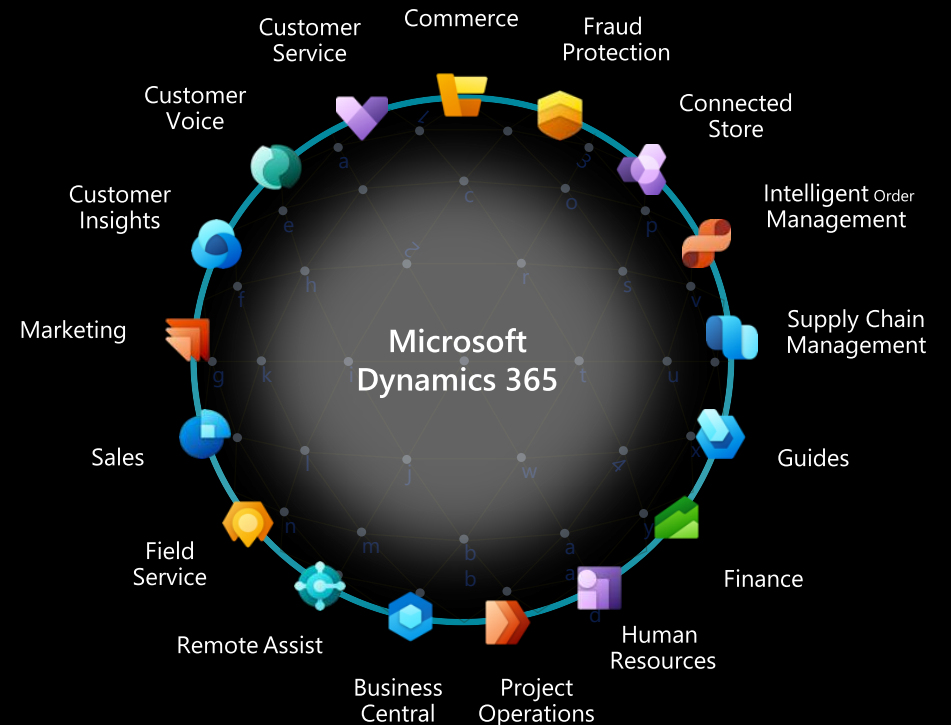 Commerce
Customer
Service
Fraud
Protection
Customer
Voice
Connected
Store
Customer
Insights
Intelligent Order
Management
Marketing
Supply Chain
Management
Microsoft
Dynamics 365
Sales
Guides
Field
Service
Finance
Remote Assist
Human
Resources
Business
Central
Project
Operations
a
c
o
e
p
h
r
s
f
v
g
k
t
u
l
j
w
x
n
m
b
a
y
b
a
d